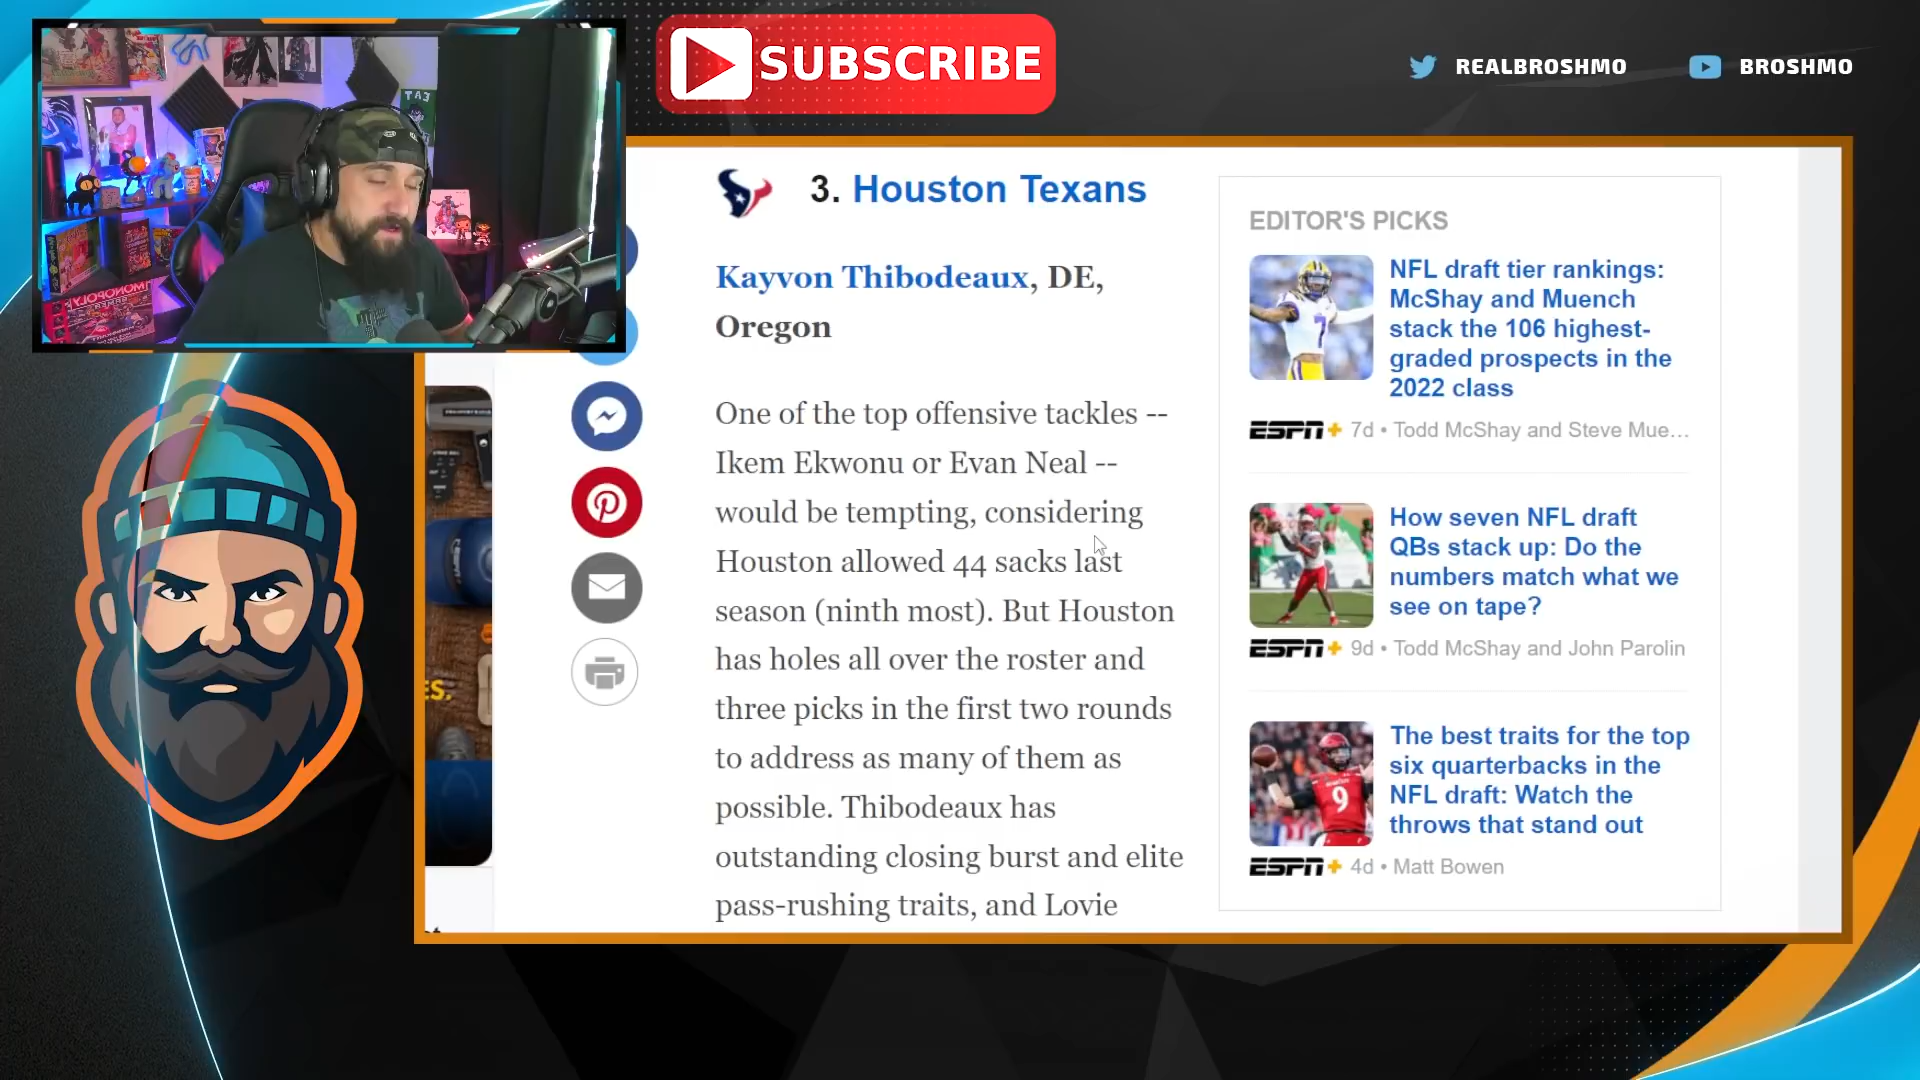 SUBSCRIBE
REALBROSHMO
BROSHMO
3. Houston Texans
Kayvon Thibodeaux, DE,
Oregon
One of the top offensive tackles --
Ikem Ekwonu or Evan Neal --
would be tempting, considering
Houston allowed 44 sacks last
season (ninth most). But Houston
has holes all over the roster and
three picks in the first two rounds
to address as many of them as
possible. Thibodeaux has
outstanding closing burst and elite
pass-rushing traits, and Lovie
EDITOR'S PICKS
NFL draft tier rankings:
McShay and Muench
stack the 106 highest-
graded prospects in the
2022 class
ESPN+ 7d • Todd McShay and Steve Mue...
How seven NFL draft
QBs stack up: Do the
numbers match what we
see on tape?
ESPN+ 9d • Todd McShay and John Parolin
The best traits for the top
six quarterbacks in the
NFL draft: Watch the
throws that stand out
ESPN+ 4d • Matt Bowen
EAT
MONOPOLY
7
9
ES.